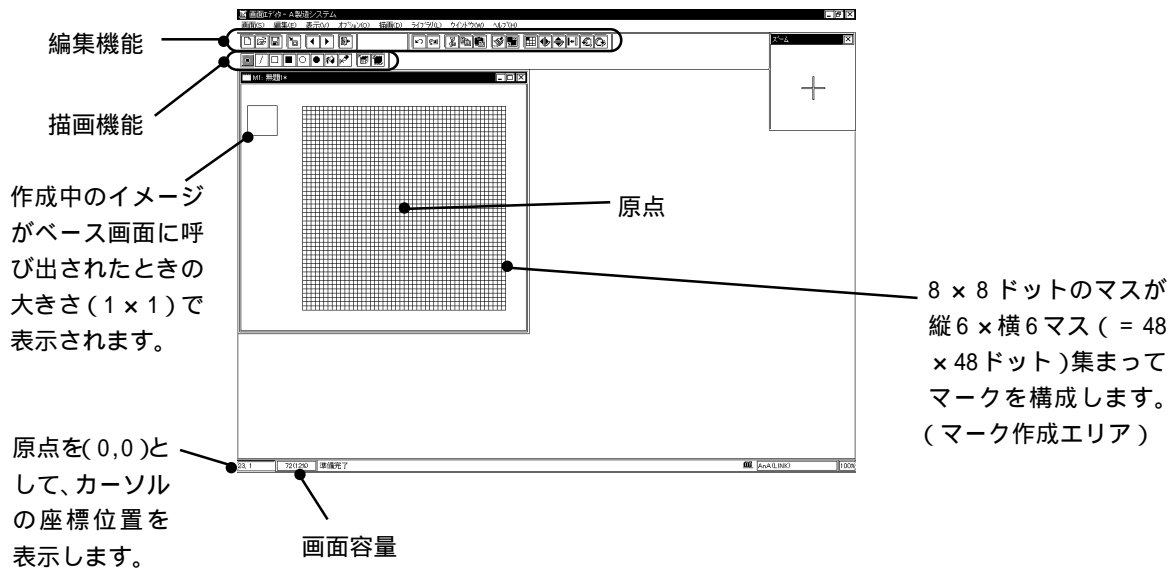 画面ｴﾃﾞｨﾀ - A製造システム
画面(S) 編集(E) 表示(V) ｵﾌﾟｼｮﾝ(O) 描画(D) ﾗｲﾌﾞﾗﾘ(L) ｳｲﾝﾄﾞｳ(W) ﾍﾙﾌﾟ(H)
編集機能
描画機能
ｽﾞｰﾑ
M1: 無題1*
作成中のイメージ
がベース画面に呼
び出されたときの
大きさ(1×1)で
表示されます。
原点
8×8ドットのマスが
縦6×横6マス(=48
×48ドット)集まって
マークを構成します。
(マーク作成エリア)
原点を(0,0)と
して、カーソル
の座標位置を
表示します。
23, 1
準備完了
AnA(LINK)
100%
画面容量